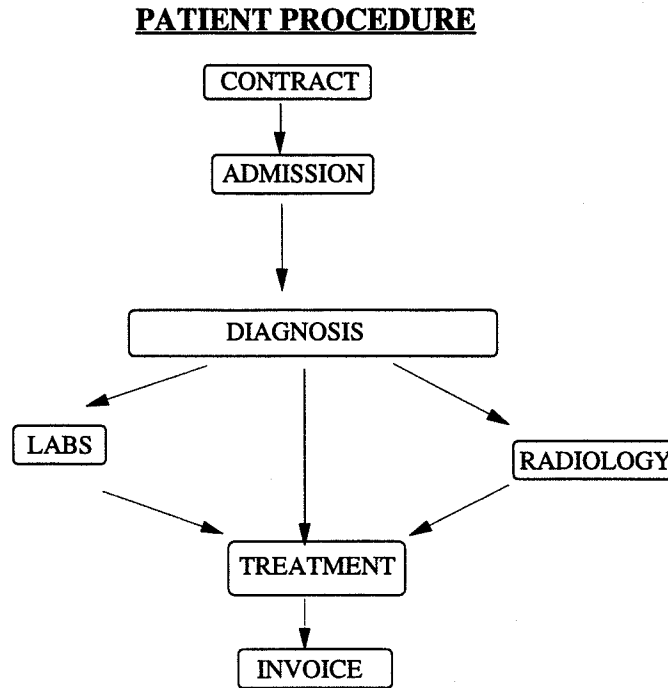 PATIENT PROCEDURE
CONTRACT
ADMISSION
DIAGNOSIS
LABS
RADIOLOGY
TREATMENT
INVOICE